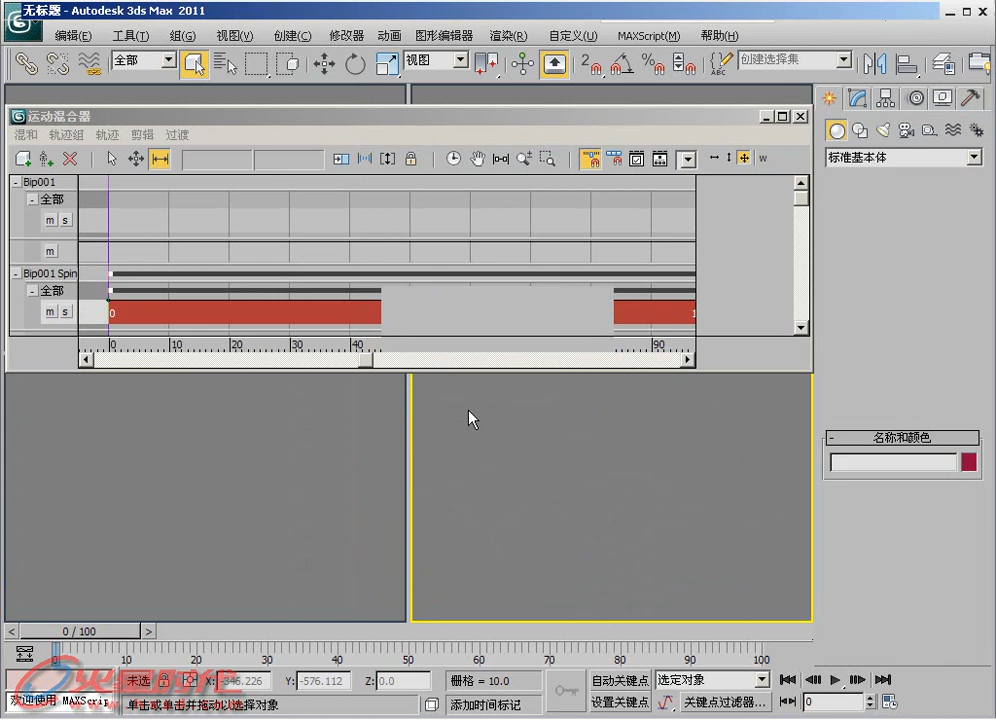 无标题 - Autodesk 3ds Max 2011
编辑(E) 工具(T) 组(G) 视图(V) 创建(C) 修改器 动画 图形编辑器 渲染(R) 自定义(U) MAXScript(M) 帮助(H)
全部 视图 2 ABC 创建选择集
运动混合器
混和 轨迹组 轨迹 剪辑 过渡
标准基本体
W
- Bip001
- 全部
m s
m
- Bip001 Spin
- 全部
m s 0 1
0 10 20 30 40 90
- 名称和颜色
< 0 / 100 >
0 10 20 30 40 50 60 70 80 90 100
未选 X: -346.226 Y: -576.112 Z: 0.0 栅格 = 10.0 自动关键点 选定对象
欢迎使用 MAXScrip 单击或单击并拖动以选择对象 添加时间标记 设置关键点 关键点过滤器... 0